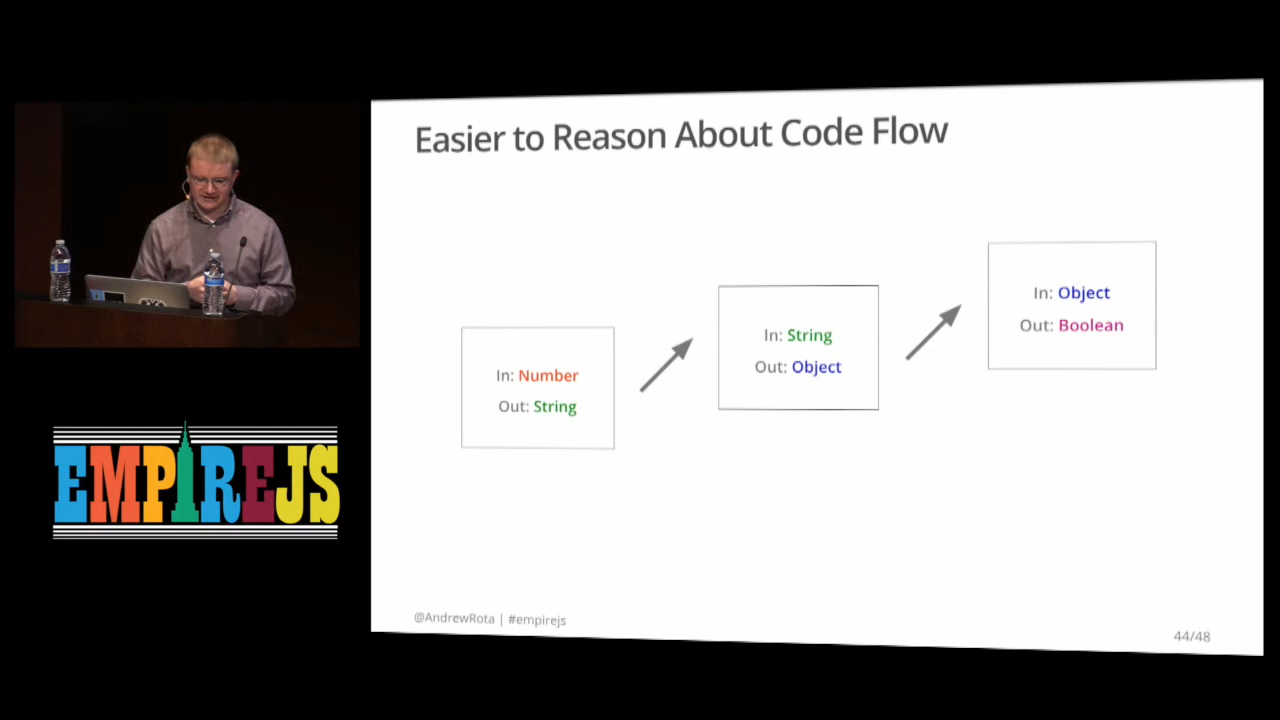 Easier to Reason About Code Flow
In: Number
Out: String
In: String
Out: Object
In: Object
Out: Boolean
EMPIREJS
@AndrewRota | #empirejs
44/48